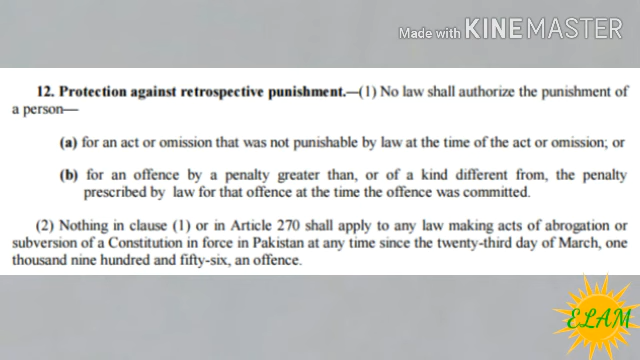 Made with KINEMASTER
12. Protection against retrospective punishment.—(1) No law shall authorize the punishment of
a person—
(a) for an act or omission that was not punishable by law at the time of the act or omission; or
(b) for an offence by a penalty greater than, or of a kind different from, the penalty
prescribed by law for that offence at the time the offence was committed.
(2) Nothing in clause (1) or in Article 270 shall apply to any law making acts of abrogation or
subversion of a Constitution in force in Pakistan at any time since the twenty-third day of March, one
thousand nine hundred and fifty-six, an offence.
ELAM